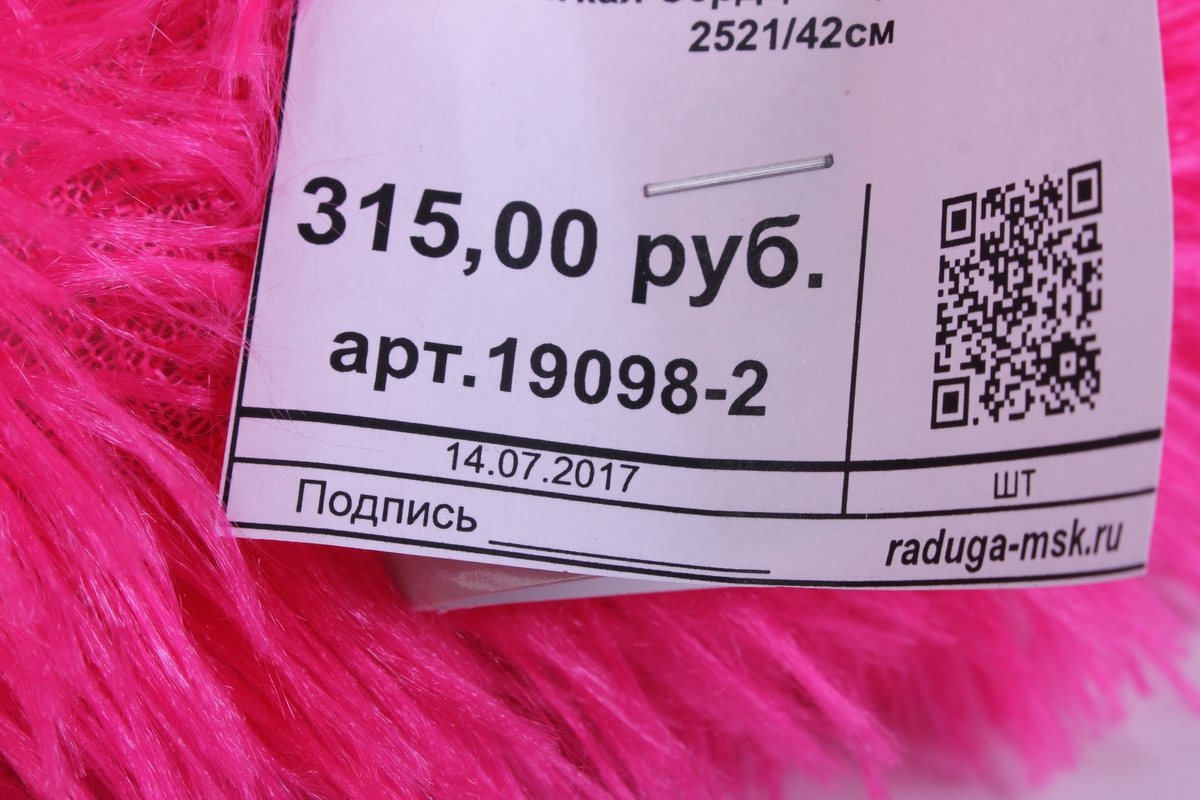 2521/42см
315,00 руб.
арт.19098-2
14.07.2017
шт
Подпись
raduga-msk.ru